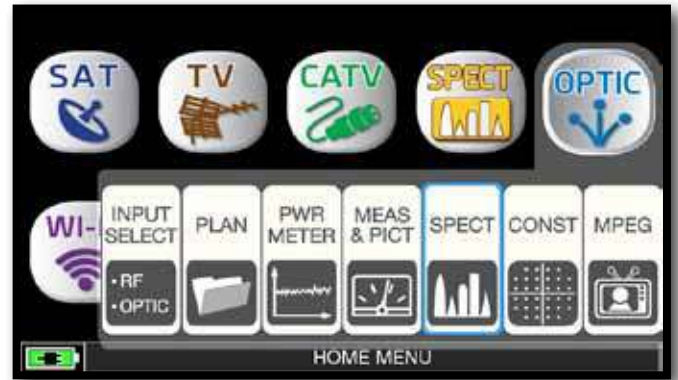 SAT TV CATV SPECT OPTIC
WI-
INPUT SELECT
• RF
• OPTIC
PLAN
PWR METER
MEAS & PICT
SPECT
CONST
MPEG
HOME MENU